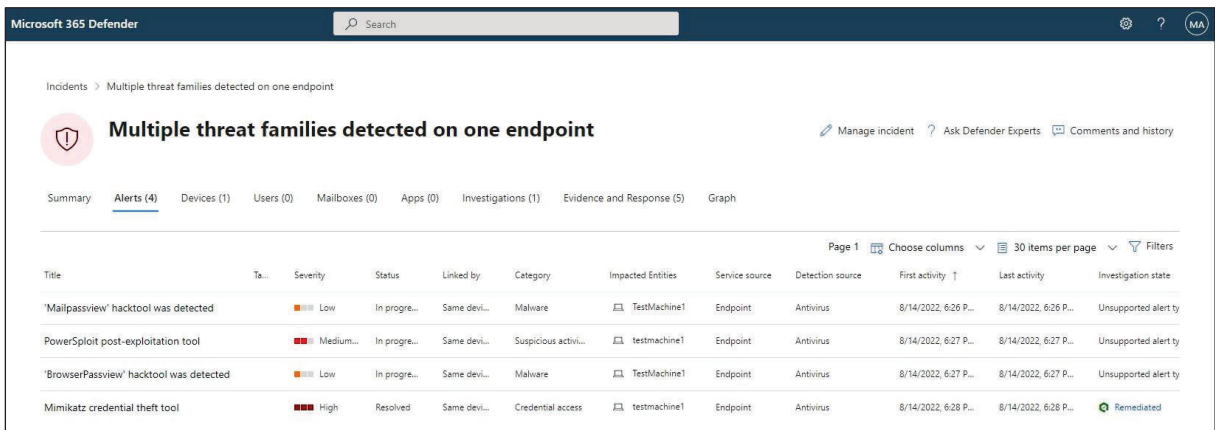 Microsoft 365 Defender Search ? MA
Incidents > Multiple threat families detected on one endpoint
Multiple threat families detected on one endpoint
Manage incident ? Ask Defender Experts Comments and history
Summary Alerts (4) Devices (1) Users (0) Mailboxes (0) Apps (0) Investigations (1) Evidence and Response (5) Graph
Page 1 Choose columns 30 items per page Filters
Title Ta... Severity Status Linked by Category Impacted Entities Service source Detection source First activity ↑ Last activity Investigation state
'Mailpassview' hacktool was detected Low In progre... Same devi... Malware TestMachine1 Endpoint Antivirus 8/14/2022, 6:26 P... 8/14/2022, 6:26 P... Unsupported alert ty
PowerSploit post-exploitation tool Medium... In progre... Same devi... Suspicious activi... testmachine1 Endpoint Antivirus 8/14/2022, 6:27 P... 8/14/2022, 6:27 P... Unsupported alert ty
'BrowserPassview' hacktool was detected Low In progre... Same devi... Malware TestMachine1 Endpoint Antivirus 8/14/2022, 6:27 P... 8/14/2022, 6:27 P... Unsupported alert ty
Mimikatz credential theft tool High Resolved Same devi... Credential access testmachine1 Endpoint Antivirus 8/14/2022, 6:28 P... 8/14/2022, 6:28 P... Remediated